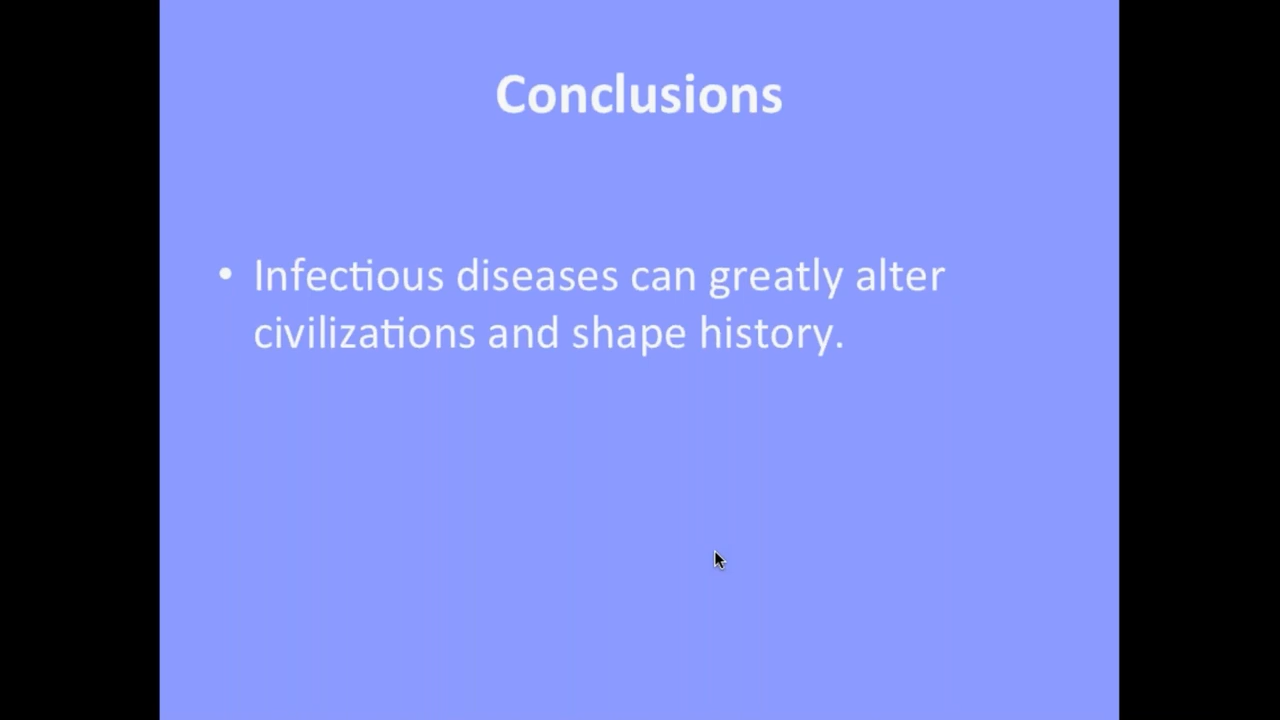 Conclusions
• Infectious diseases can greatly alter
civilizations and shape history.